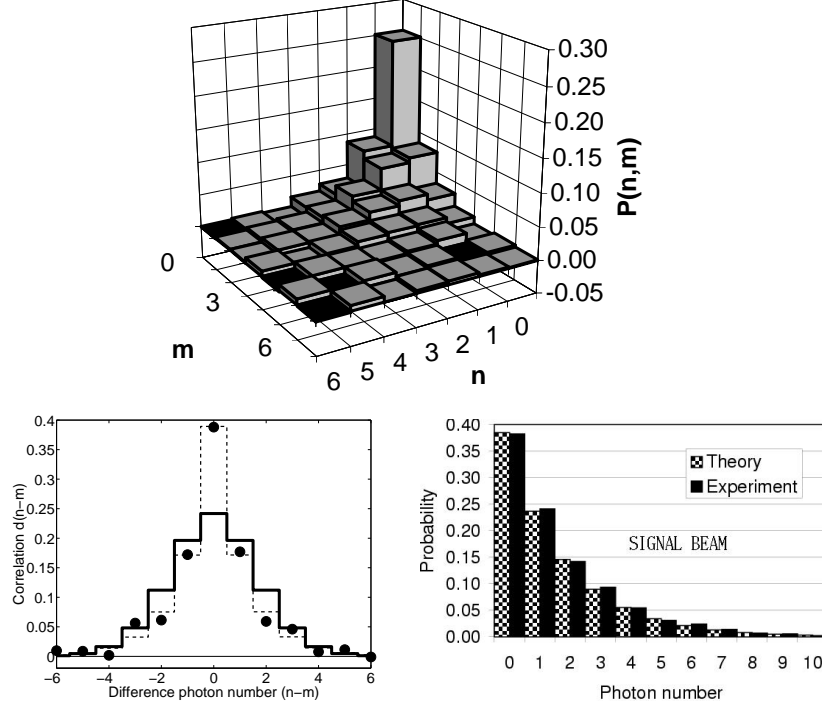 0.30
0.25
0.20
0.15
0.10
0.05
0.00
-0.05
P(n,m)
0
3
6
m
6 5 4 3 2 1 0
n
0.4
0.35
0.3
0.25
0.2
0.15
0.1
0.05
0
Correlation d(n−m)
−6 −4 −2 0 2 4 6
Difference photon number (n−m)
0.40
0.35
0.30
0.25
0.20
0.15
0.10
0.05
0.00
Probability
Theory
Experiment
SIGNAL BEAM
0 1 2 3 4 5 6 7 8 9 10
Photon number